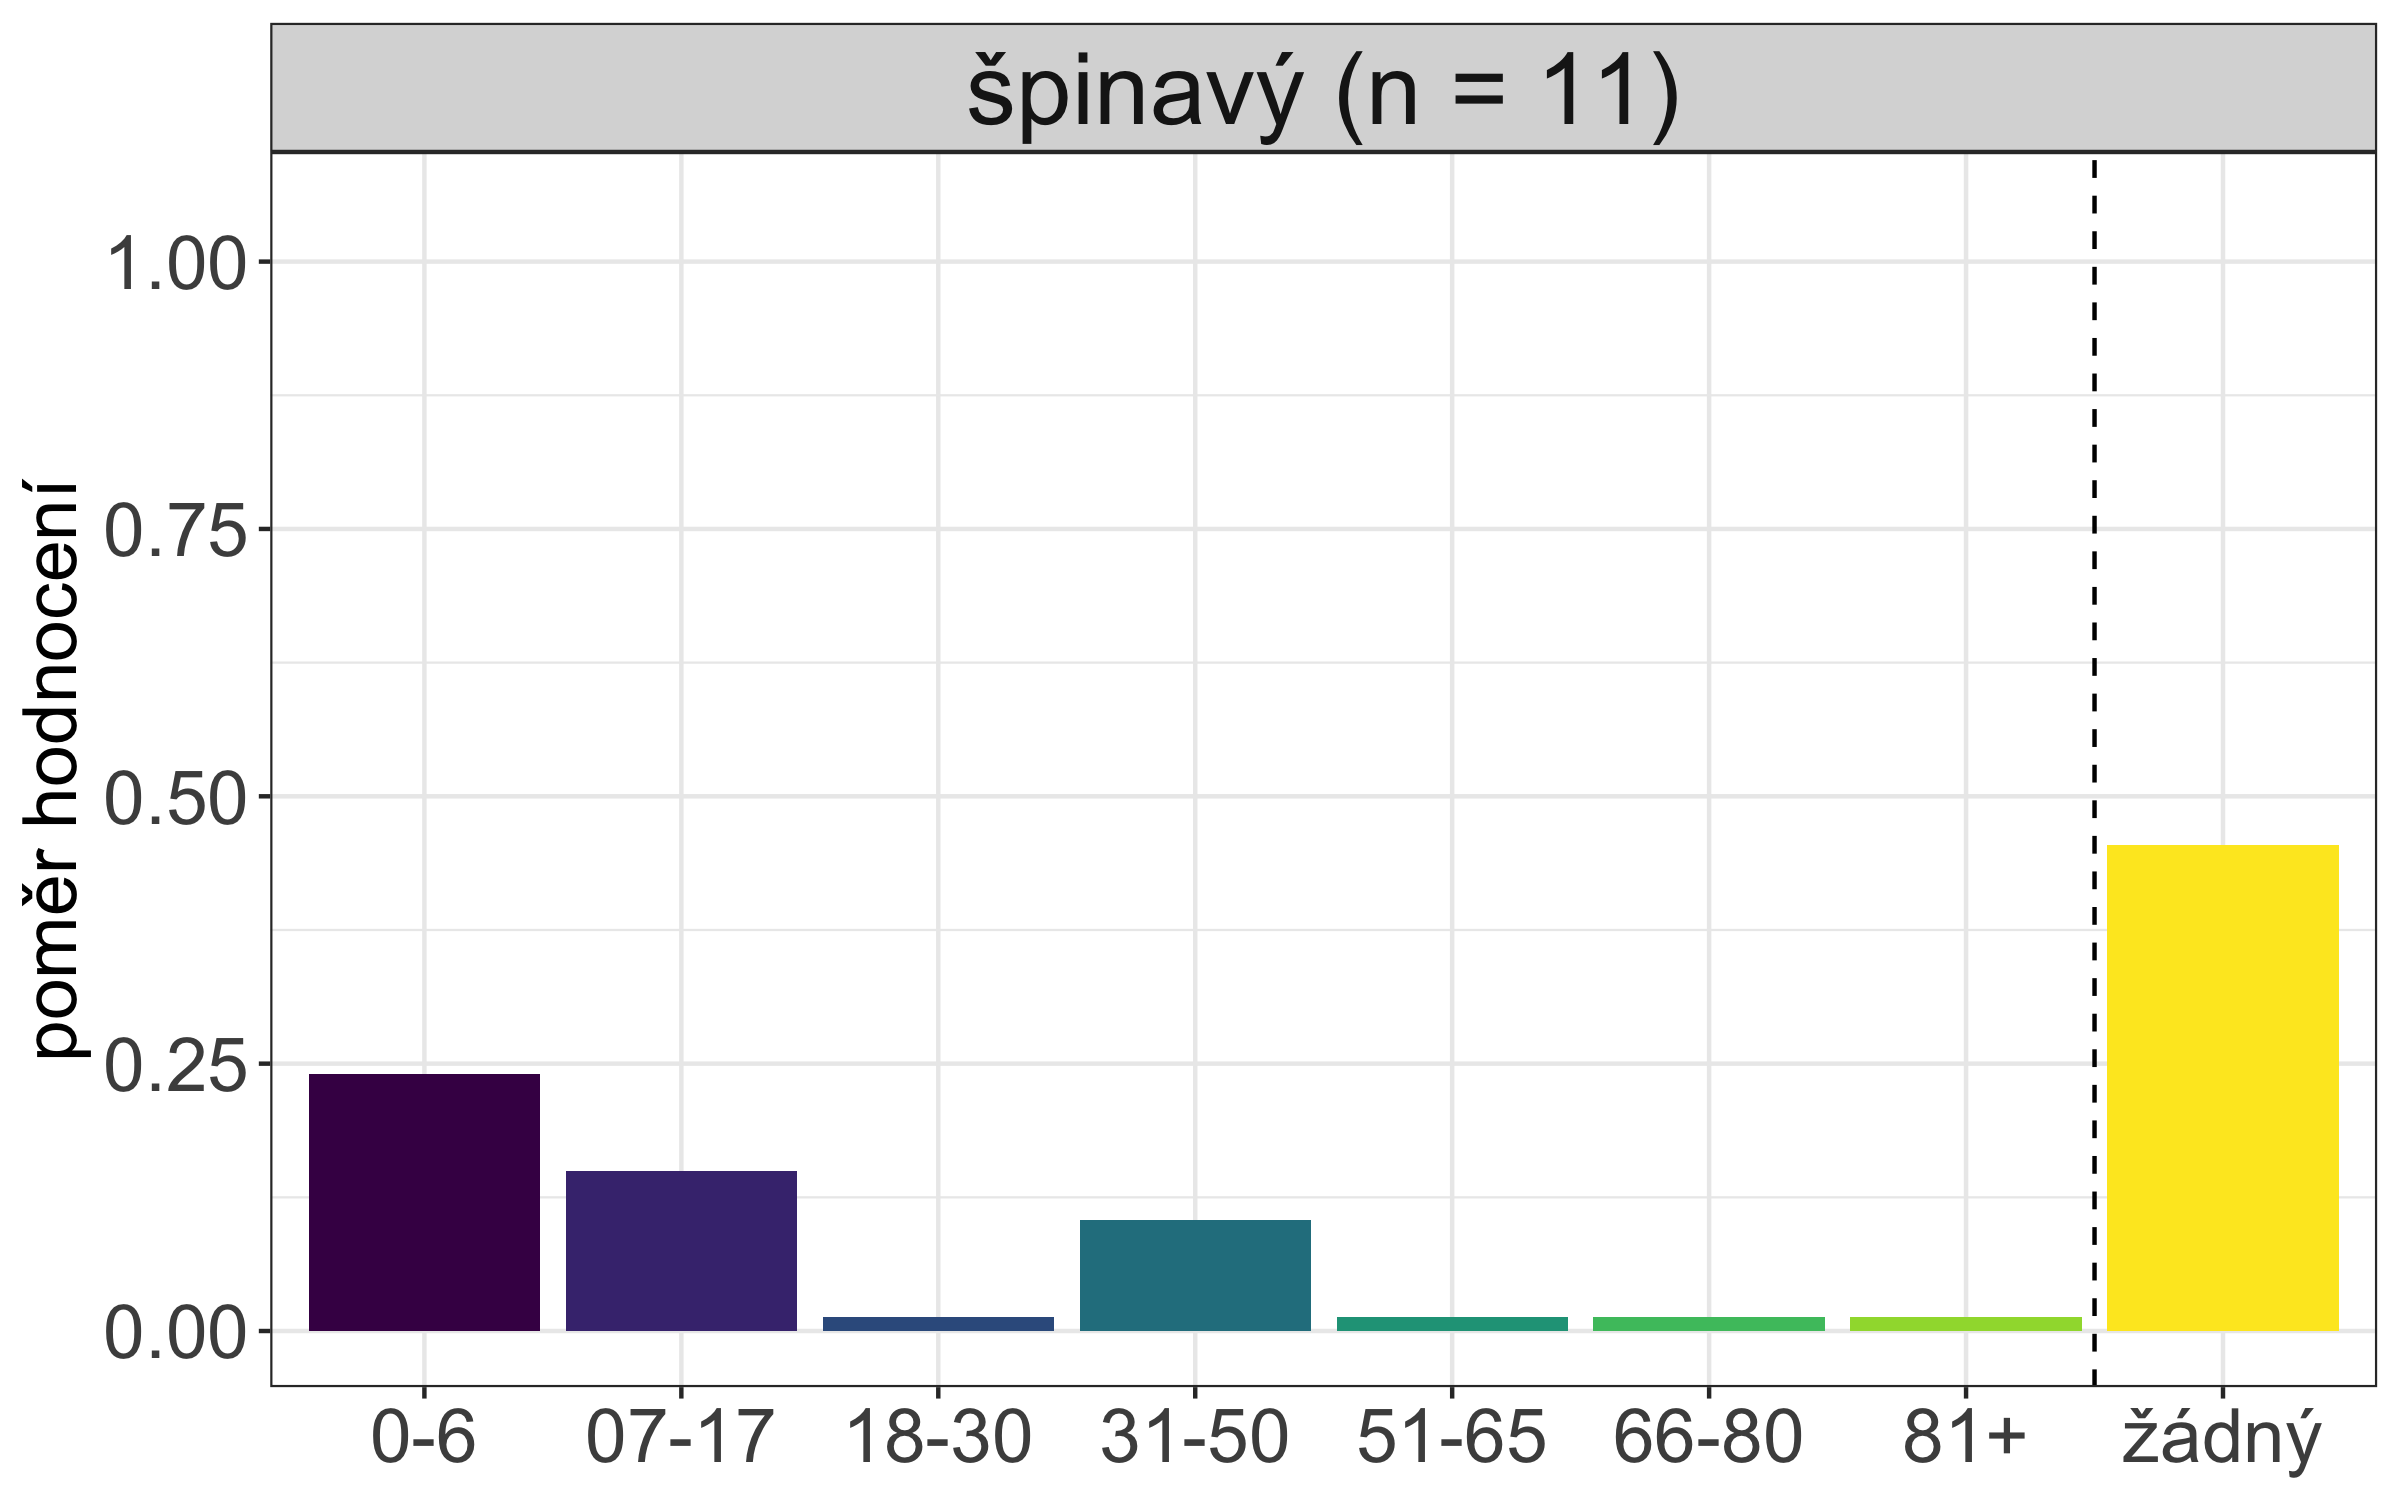 špinavý (n = 11)
poměr hodnocení
1.00
0.75
0.50
0.25
0.00
0-6 07-17 18-30 31-50 51-65 66-80 81+ žádný